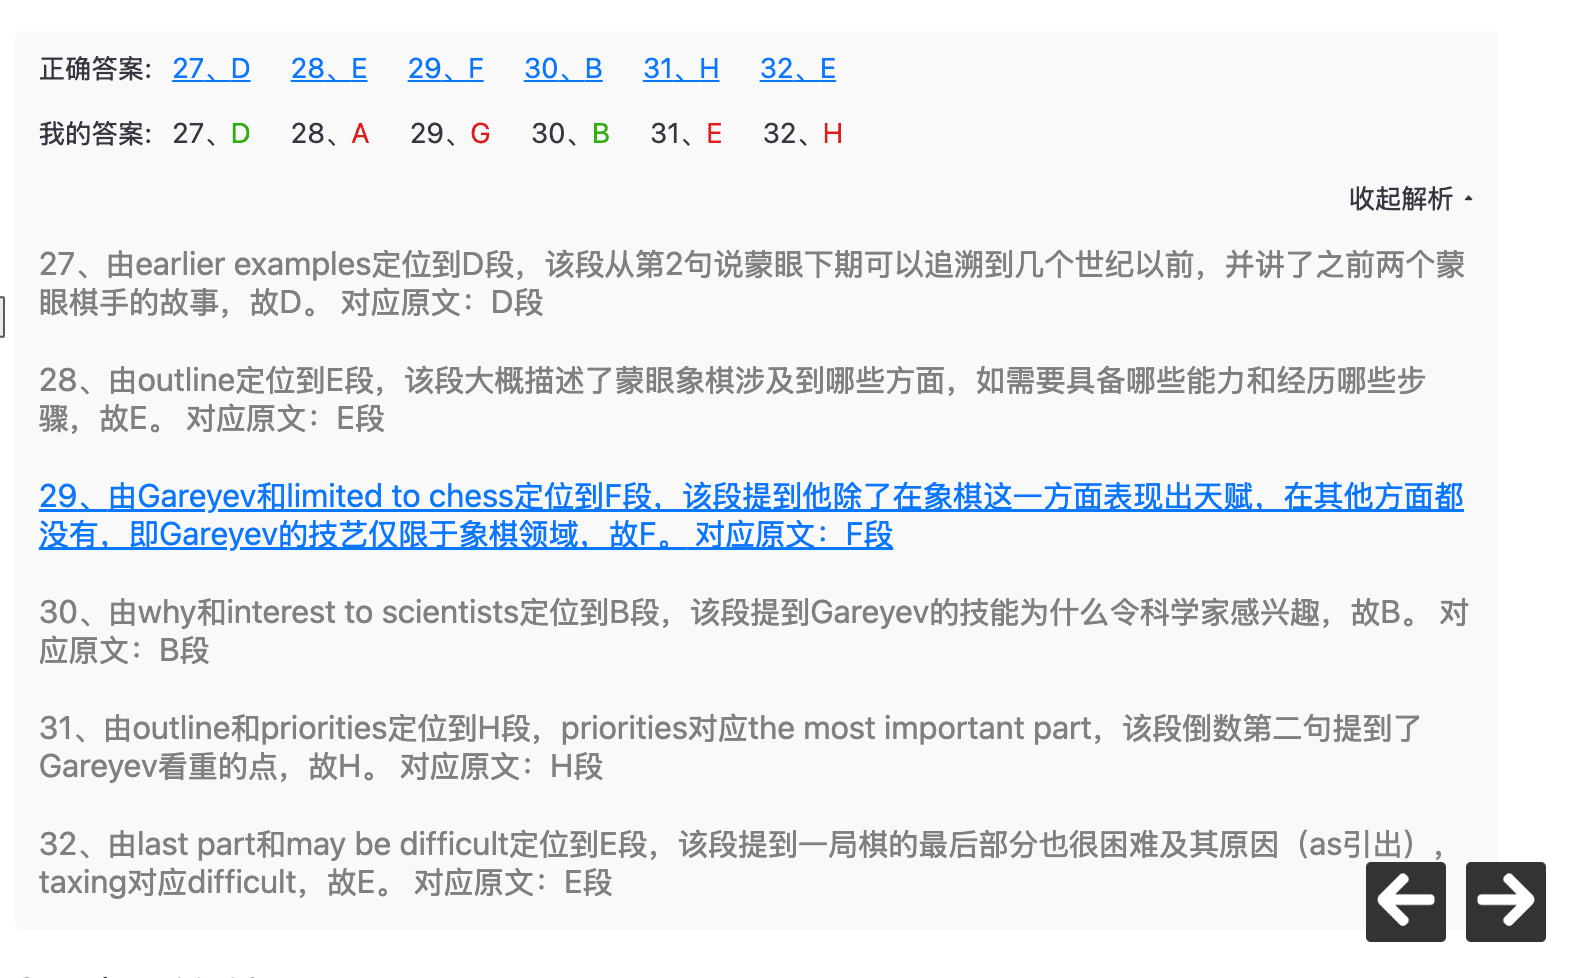 正确答案: 27、D 28、E 29、F 30、B 31、H 32、E
我的答案: 27、D 28、A 29、G 30、B 31、E 32、H
收起解析
27、由earlier examples定位到D段，该段从第2句说蒙眼下期可以追溯到几个世纪以前，并讲了之前两个蒙
眼棋手的故事，故D。 对应原文：D段
28、由outline定位到E段，该段大概描述了蒙眼象棋涉及到哪些方面，如需要具备哪些能力和经历哪些步
骤，故E。 对应原文：E段
29、由Gareyev和limited to chess定位到F段，该段提到他除了在象棋这一方面表现出天赋，在其他方面都
没有，即Gareyev的技艺仅限于象棋领域，故F。 对应原文：F段
30、由why和interest to scientists定位到B段，该段提到Gareyev的技能为什么令科学家感兴趣，故B。 对
应原文：B段
31、由outline和priorities定位到H段，priorities对应the most important part，该段倒数第二句提到了
Gareyev看重的点，故H。 对应原文：H段
32、由last part和may be difficult定位到E段，该段提到一局棋的最后部分也很困难及其原因（as引出），
taxing对应difficult，故E。 对应原文：E段